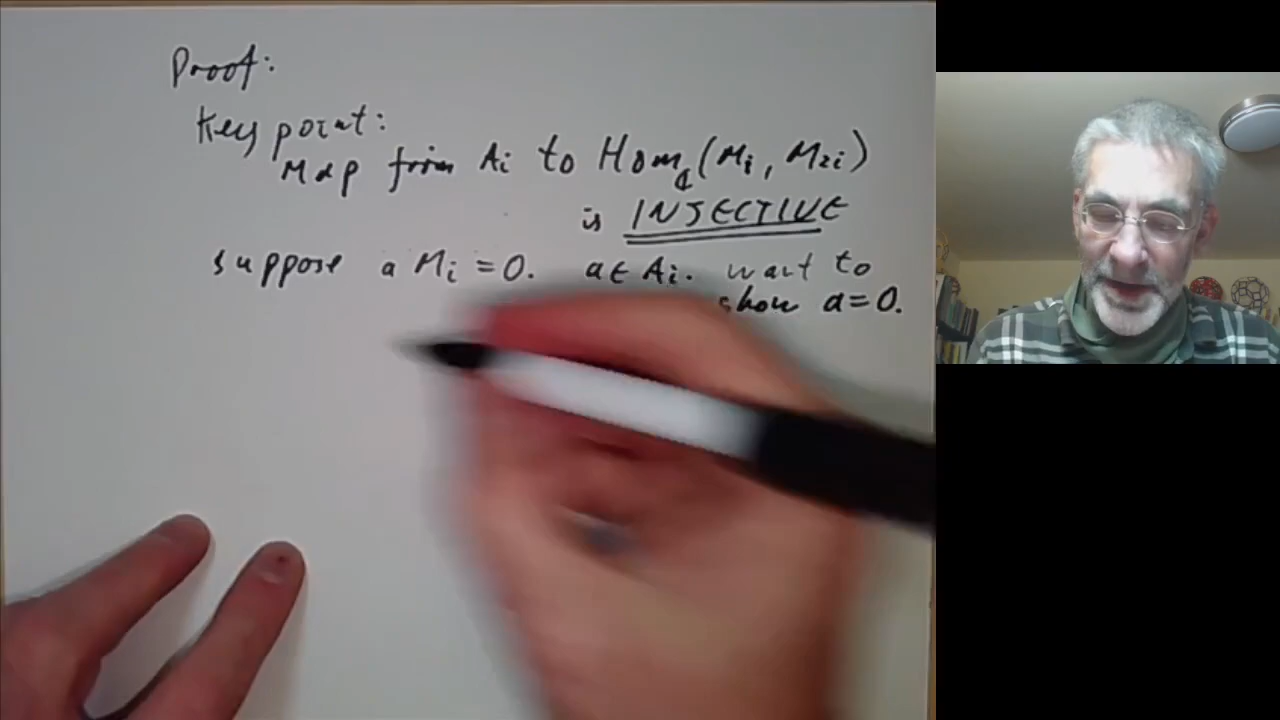 Proof:
Key point:
Map from Ai to Hom_q(Mi, M2i)
is INJECTIVE
suppose a Mi = 0. a ∈ Ai. want to
show a = 0.